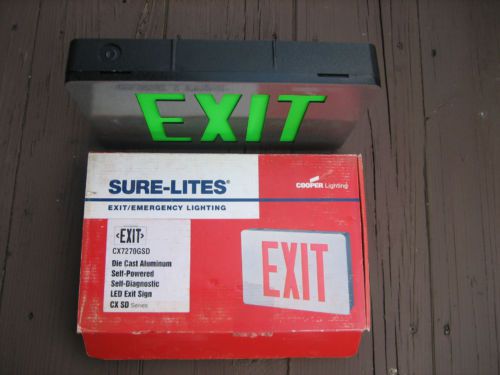 EXIT
SURE-LITES®
EXIT/EMERGENCY LIGHTING
COOPER Lighting
EXIT
CX7270GSD
Die Cast Aluminum
Self-Powered
Self-Diagnostic
LED Exit Sign
CX SD Series
EXIT